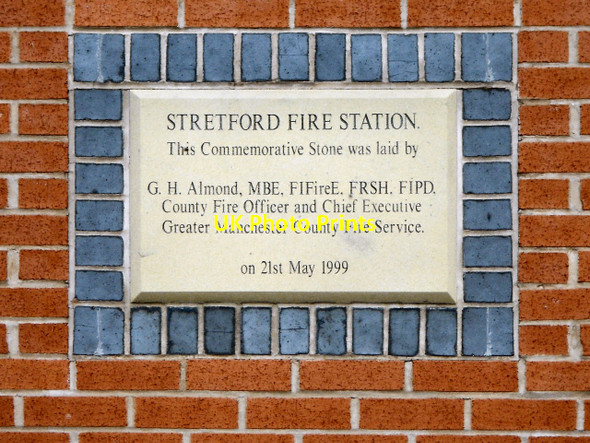 STRETFORD FIRE STATION.
This Commemorative Stone was laid by
G. H. Almond, MBE, FIFireE, FRSH, FIPD.
County Fire Officer and Chief Executive
UK Photo Prints
Greater Manchester County Fire Service.
on 21st May 1999